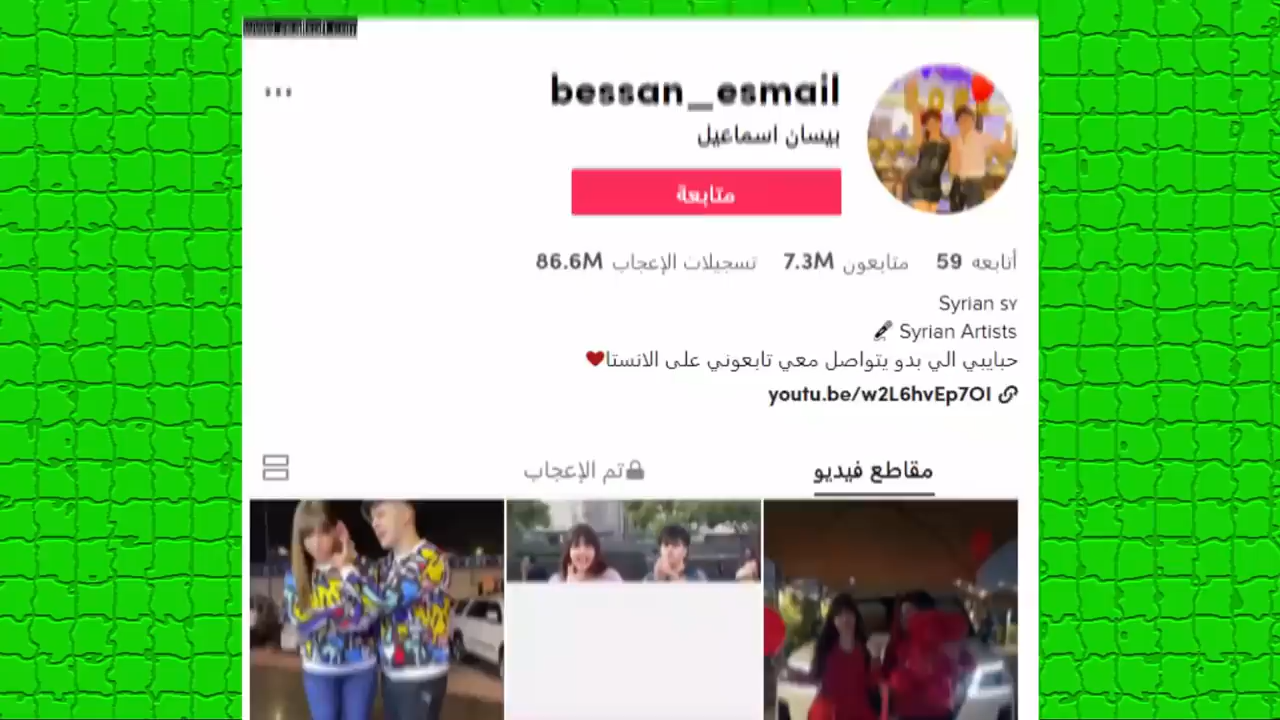 bessan_esmail
بيسان اسماعيل
متابعة
59 أتابعه 7.3M متابعون 86.6M تسجيلات الإعجاب
Syrian SY
Syrian Artists
حبايبي الي بدو يتواصل معي تابعوني على الانستا❤
youtu.be/w2L6hvEp7OI
مقاطع فيديو
تم الإعجاب